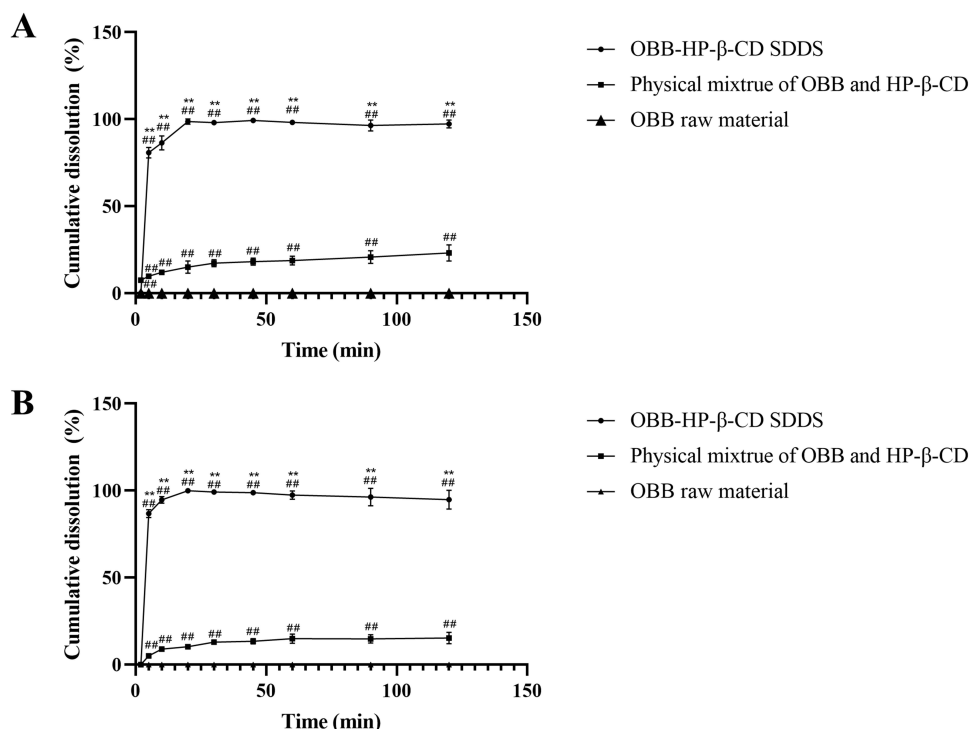 A
150
100
50
0
Cumulative dissolution (%)
** ** ** ** ** ** ** ** **
## ## ## ## ## ## ## ## ##
## ## ## ## ## ## ## ## ##
##
0 50 100 150
Time (min)
OBB-HP-β-CD SDDS
Physical mixtrue of OBB and HP-β-CD
OBB raw material
B
150
100
50
0
Cumulative dissolution (%)
** ** ** ** ** ** ** ** **
## ## ## ## ## ## ## ## ##
## ## ## ## ## ## ## ## ##
0 50 100 150
Time (min)
OBB-HP-β-CD SDDS
Physical mixtrue of OBB and HP-β-CD
OBB raw material